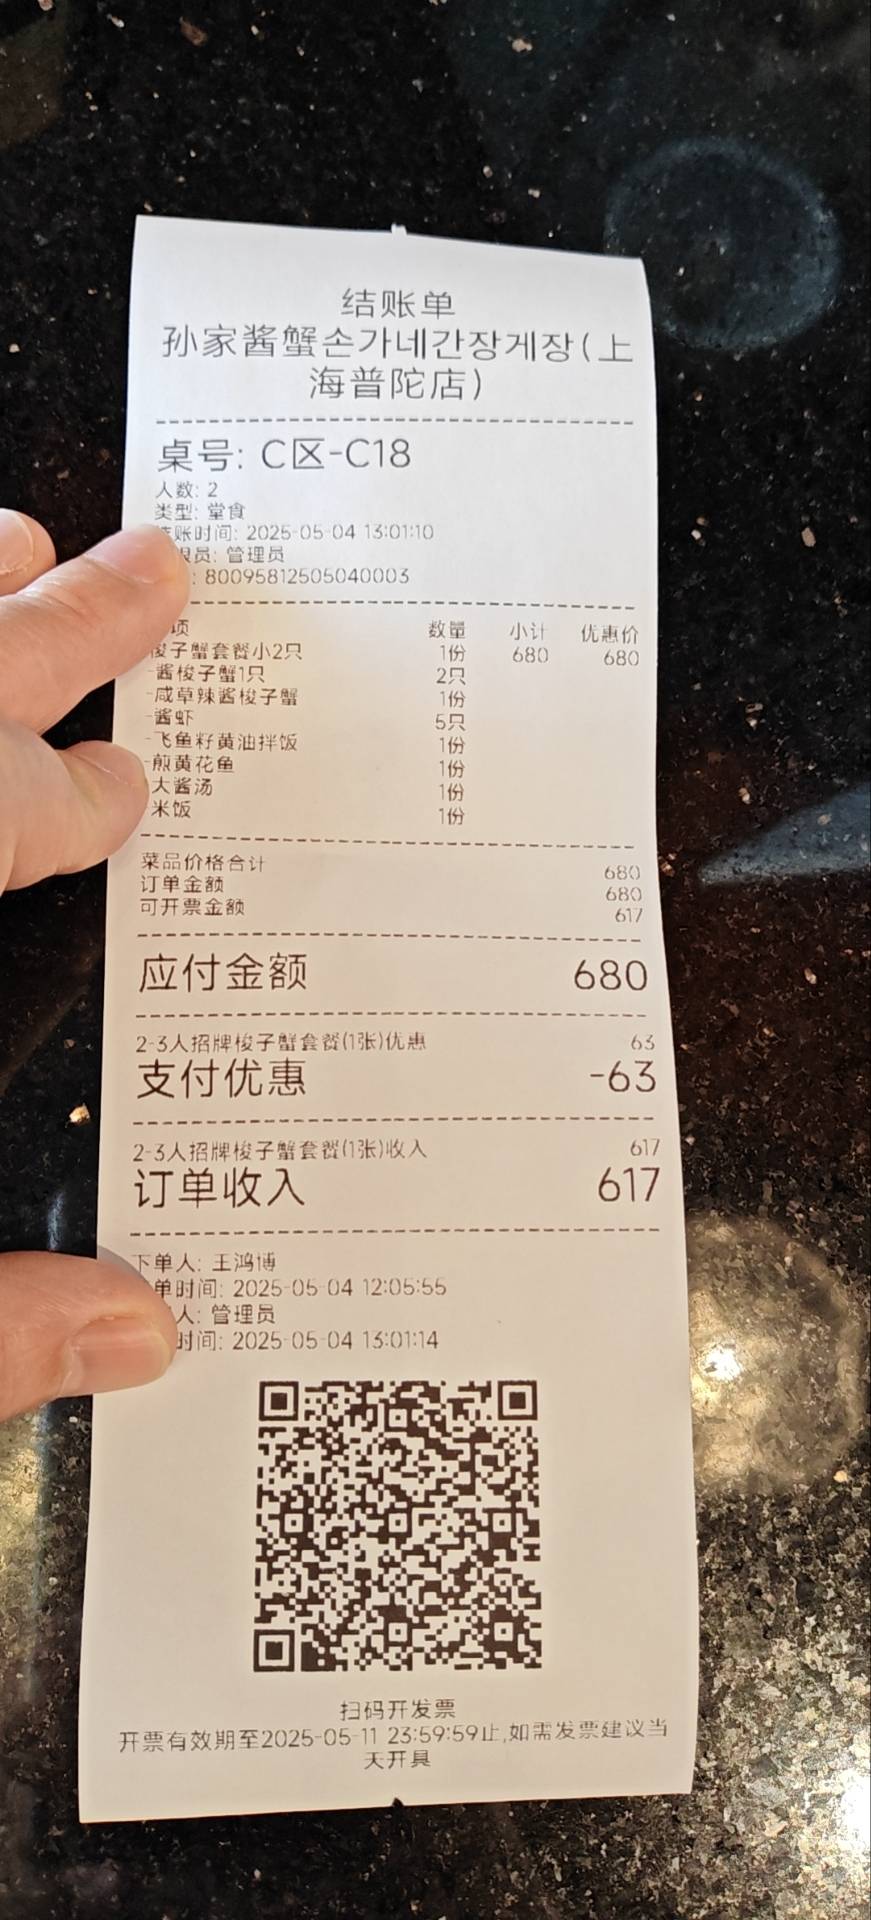 结账单
孙家酱蟹손가네간장게장(上
海普陀店)
桌号: C区-C18
人数: 2
类型: 堂食
账时间: 2025-05-04 13:01:10
员: 管理员
: 80095812505040003
项 数量 小计 优惠价
梭子蟹套餐小2只 1份 680 680
-酱梭子蟹1只 2只
-咸草辣酱梭子蟹 1份
-酱虾 5只
-飞鱼籽黄油拌饭 1份
-煎黄花鱼 1份
大酱汤 1份
米饭 1份
菜品价格合计 680
订单金额 680
可开票金额 617
应付金额 680
2-3人招牌梭子蟹套餐(1张)优惠 63
支付优惠 -63
2-3人招牌梭子蟹套餐(1张)收入 617
订单收入 617
下单人: 王鸿博
单时间: 2025-05-04 12:05:55
人: 管理员
时间: 2025-05-04 13:01:14
扫码开发票
开票有效期至2025-05-11 23:59:59止,如需发票建议当
天开具